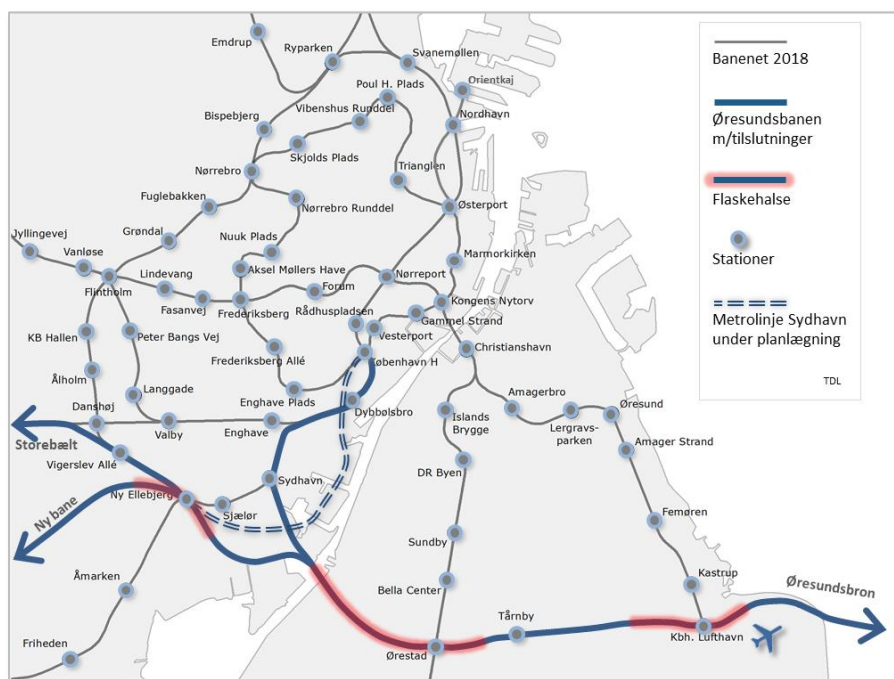 Emdrup
Ryparken
Svanemøllen
Poul H. Plads
Orientkaj
Vibenshus Runddel
Bispebjerg
Nordhavn
Skjolds Plads
Trianglen
Nørrebro
Fuglebakken
Nørrebro Runddel
Østerport
Grøndal
Jyllingevej
Nuuk Plads
Vanløse
Marmorkirken
Lindevang
Aksel Møllers Have
Nørreport
Flintholm
Forum
Fasanvej
Frederiksberg
Rådhuspladsen
Kongens Nytorv
Gammel Strand
KB Hallen
Peter Bangs Vej
Vesterport
Christianshavn
Frederiksberg Allé
København H
Ålholm
Langgade
Enghave Plads
Dybbølsbro
Amagerbro
Danshøj
Valby
Enghave
Islands
Brygge
Lergravs-
parken
Øresund
Storebælt
Vigerslev Allé
Amager Strand
DR Byen
Sydhavn
Ny Ellebjerg
Ny bane
Sjælør
Femøren
Sundby
Åmarken
Bella Center
Kastrup
Øresundsbron
Tårnby
Friheden
Ørestad
Kbh. Lufthavn
Banenet 2018
Øresundsbanen
m/tilslutninger
Flaskehalse
Stationer
Metrolinje Sydhavn
under planlægning
TDL